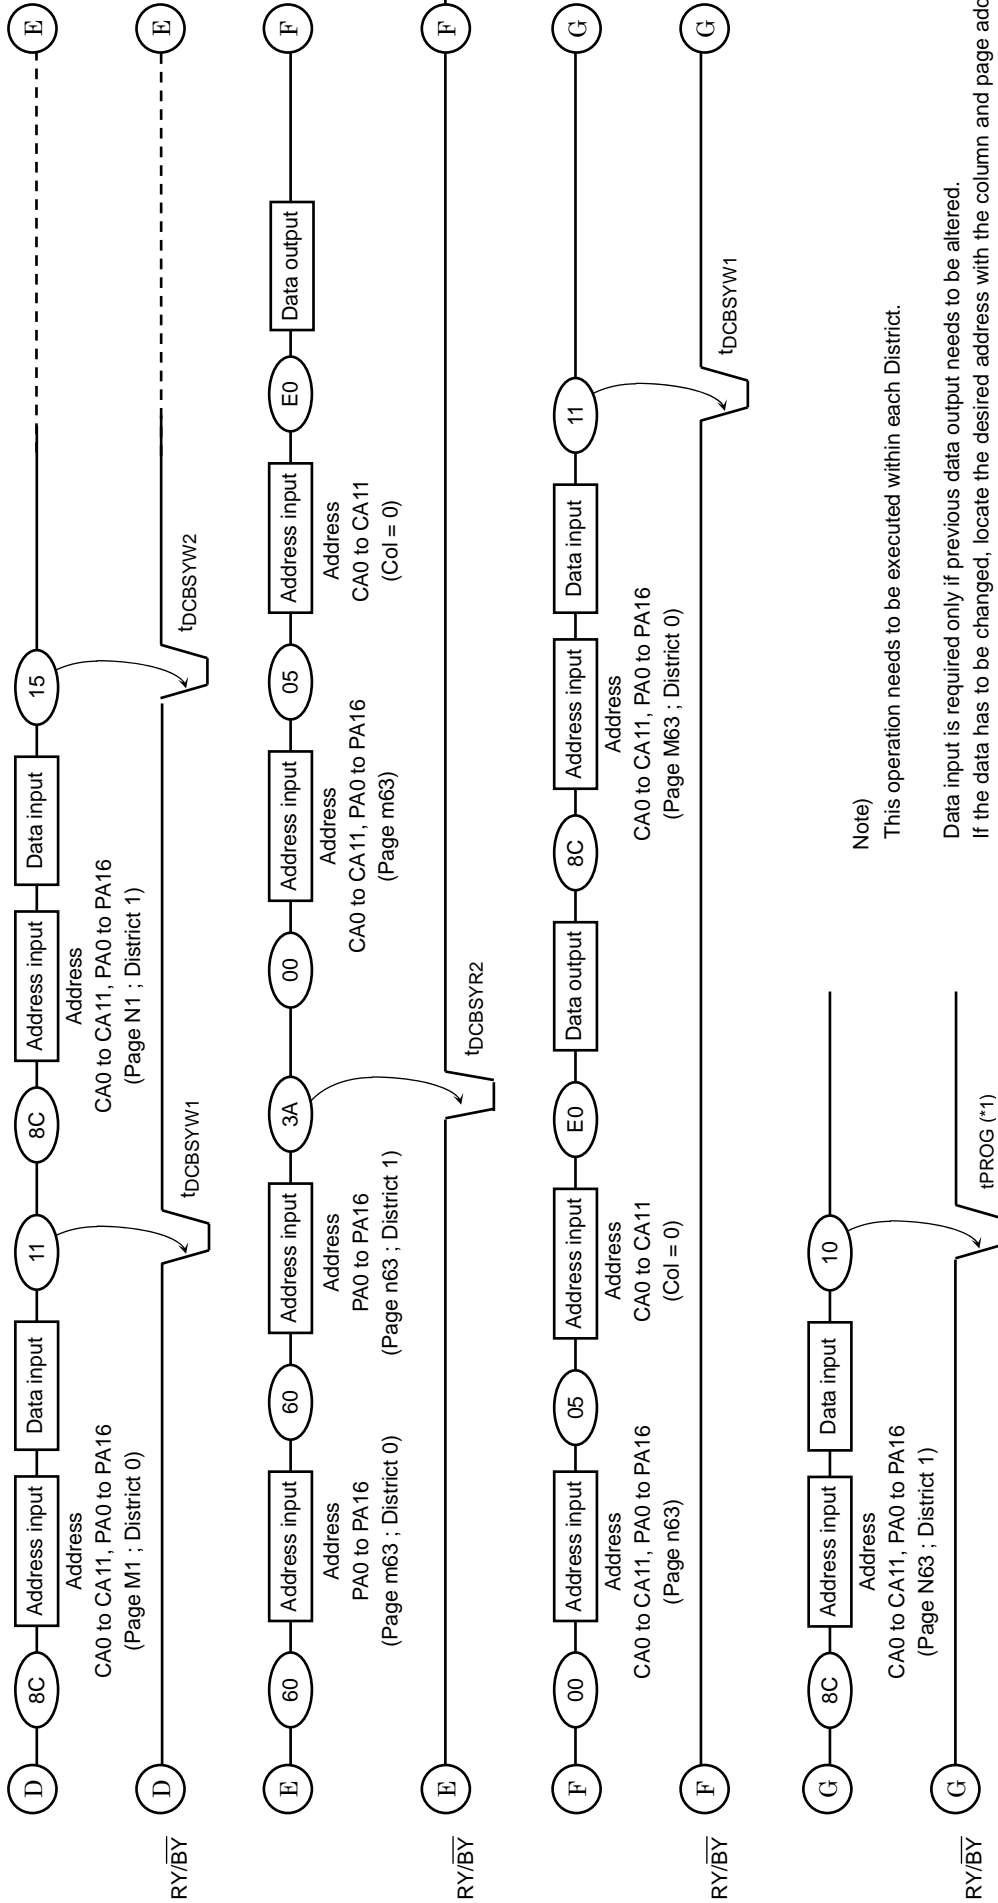 D 8C Address input Data input 11 8C Address input Data input 15 E
Address
CA0 to CA11, PA0 to PA16
(Page M1 ; District 0)
Address
CA0 to CA11, PA0 to PA16
(Page N1 ; District 1)
RY/BY D tDCBSYW1 tDCBSYW2 E
E 60 Address input 60 Address input 3A 00 Address input 05 Address input E0 Data output F
Address
PA0 to PA16
(Page m63 ; District 0)
Address
PA0 to PA16
(Page n63 ; District 1)
Address
CA0 to CA11, PA0 to PA16
(Page m63)
Address
CA0 to CA11
(Col = 0)
RY/BY E tDCBSYR2 F
F 00 Address input 05 Address input E0 Data output 8C Address input Data input 11 G
Address
CA0 to CA11, PA0 to PA16
(Page n63)
Address
CA0 to CA11
(Col = 0)
Address
CA0 to CA11, PA0 to PA16
(Page M63 ; District 0)
RY/BY F tDCBSYW1 G
G 8C Address input Data input 10
Address
CA0 to CA11, PA0 to PA16
(Page N63 ; District 1)
RY/BY G tPROG (*1)
Note)
This operation needs to be executed within each District.
Data input is required only if previous data output needs to be altered.
If the data has to be changed, locate the desired address with the column and page